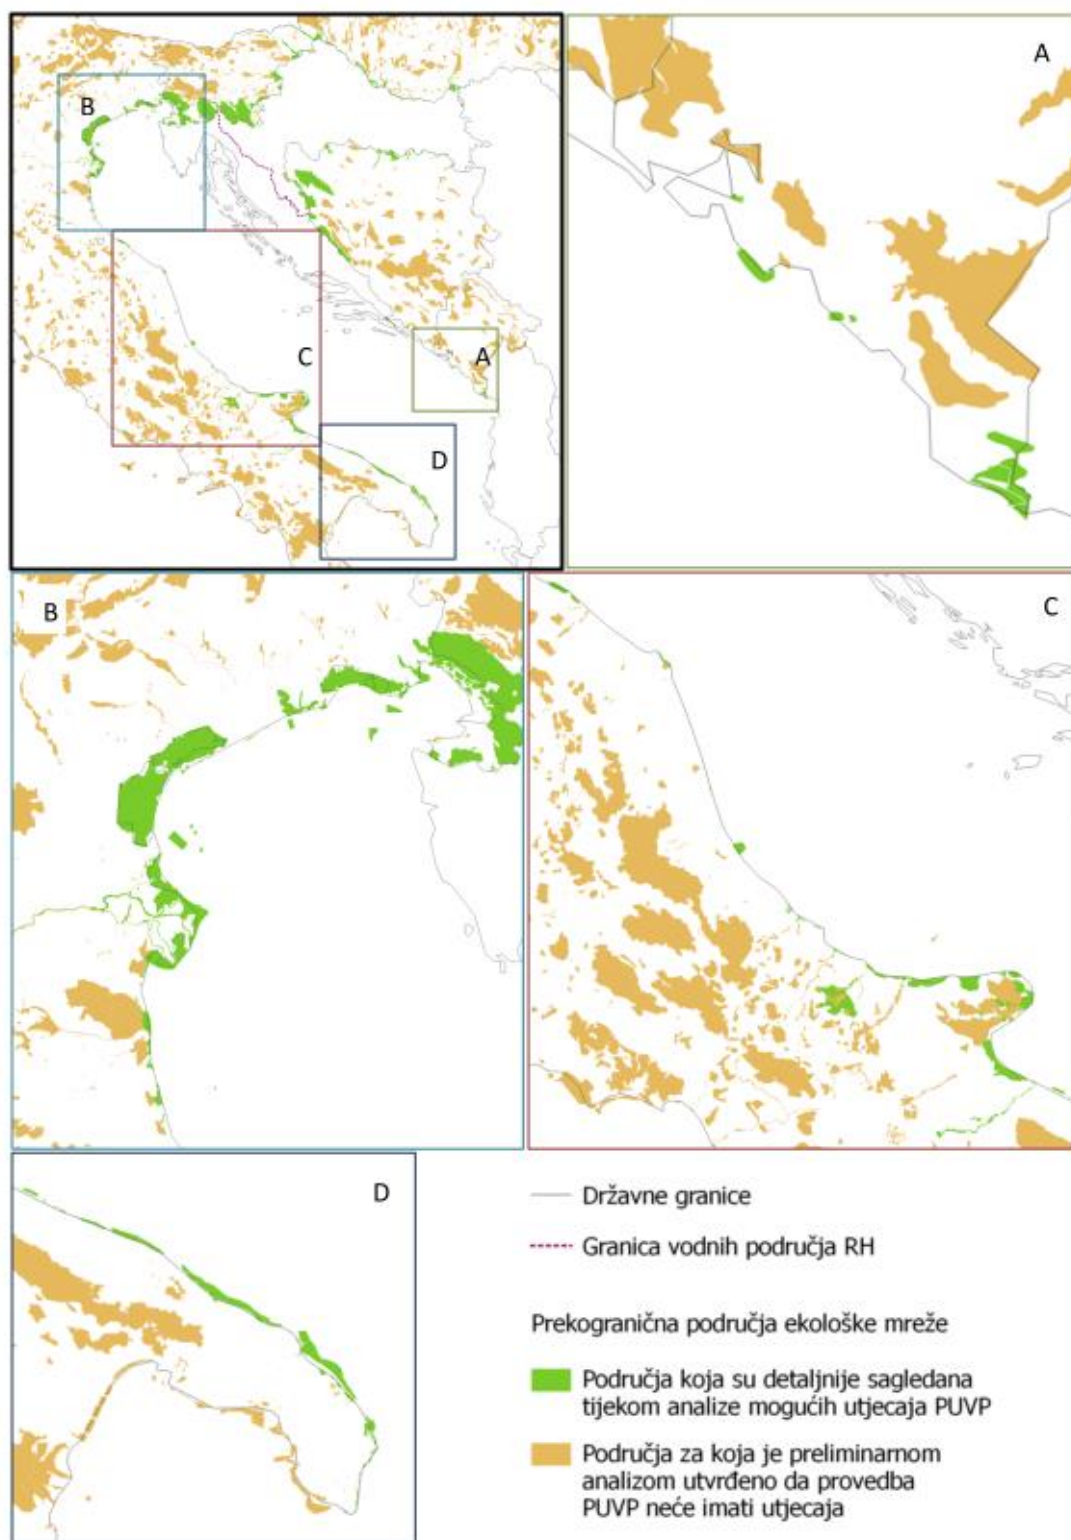 A
B
C
A
D
B
C
D
Državne granice
Granica vodnih područja RH
Prekogranična područja ekološke mreže
Područja koja su detaljnije sagledana
tijekom analize mogućih utjecaja PUVP
Područja za koja je preliminarnom
analizom utvrđeno da provedba
PUVP neće imati utjecaja